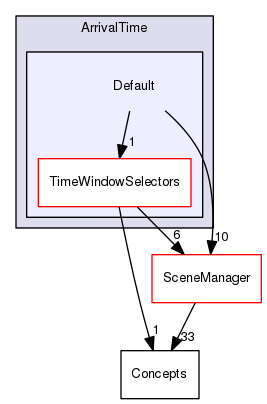 ArrivalTime
Default
1
TimeWindowSelectors
6
10
SceneManager
1
33
Concepts